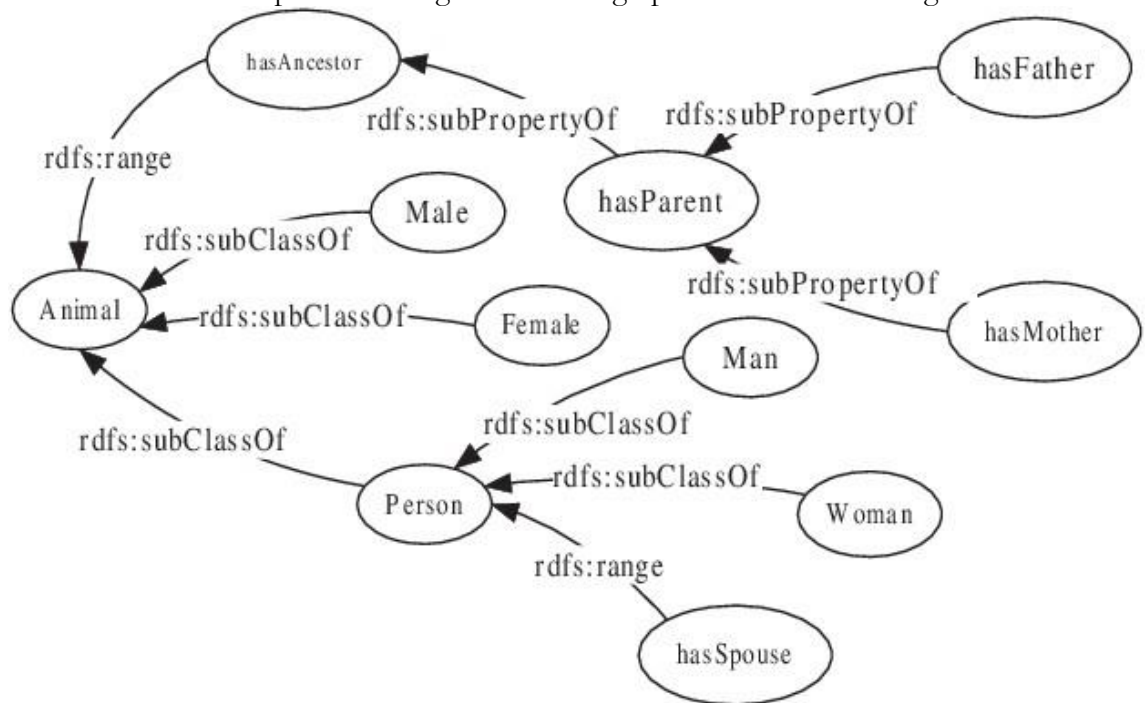 hasAncestor
hasFather
rdfs:subPropertyOf
rdfs:subPropertyOf
rdfs:range
hasParent
Male
rdfs:subClassOf
rdfs:subPropertyOf
Animal
rdfs:subClassOf
Female
hasMother
Man
rdfs:subClassOf
rdfs:subClassOf
rdfs:subClassOf
Person
Woman
rdfs:range
hasSpouse